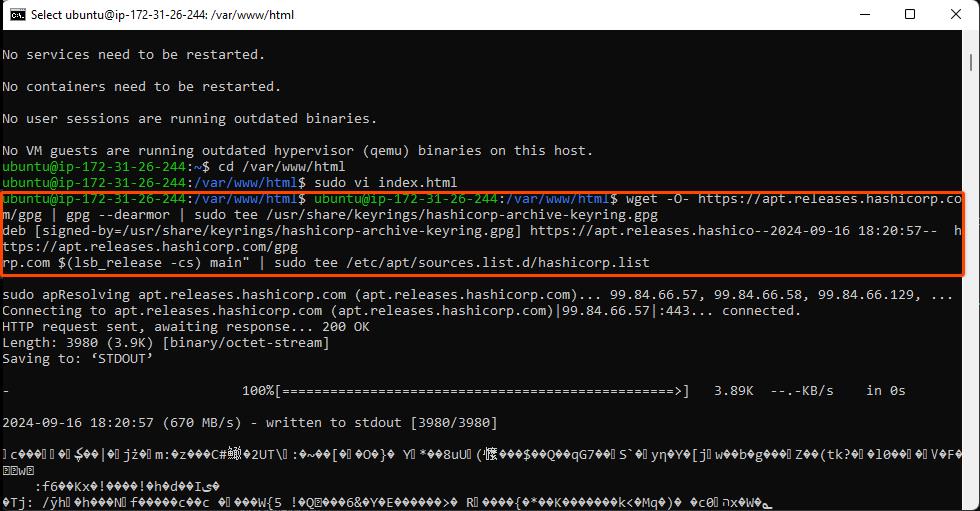 Select ubuntu@ip-172-31-26-244: /var/www/html
No services need to be restarted.
No containers need to be restarted.
No user sessions are running outdated binaries.
No VM guests are running outdated hypervisor (qemu) binaries on this host.
ubuntu@ip-172-31-26-244:~$ cd /var/www/html
ubuntu@ip-172-31-26-244:/var/www/html$ sudo vi index.html
ubuntu@ip-172-31-26-244:/var/www/html$ ubuntu@ip-172-31-26-244:/var/www/html$ wget -O- https://apt.releases.hashicorp.co
m/gpg | gpg --dearmor | sudo tee /usr/share/keyrings/hashicorp-archive-keyring.gpg
deb [signed-by=/usr/share/keyrings/hashicorp-archive-keyring.gpg] https://apt.releases.hashico--2024-09-16 18:20:57--  h
ttps://apt.releases.hashicorp.com/gpg
rp.com $(lsb_release -cs) main" | sudo tee /etc/apt/sources.list.d/hashicorp.list
sudo apResolving apt.releases.hashicorp.com (apt.releases.hashicorp.com)... 99.84.66.57, 99.84.66.58, 99.84.66.129, ...
Connecting to apt.releases.hashicorp.com (apt.releases.hashicorp.com)|99.84.66.57|:443... connected.
HTTP request sent, awaiting response... 200 OK
Length: 3980 (3.9K) [binary/octet-stream]
Saving to: ‘STDOUT’
- 100%[================================================>] 3.89K --.-KB/s in 0s
2024-09-16 18:20:57 (670 MB/s) - written to stdout [3980/3980]